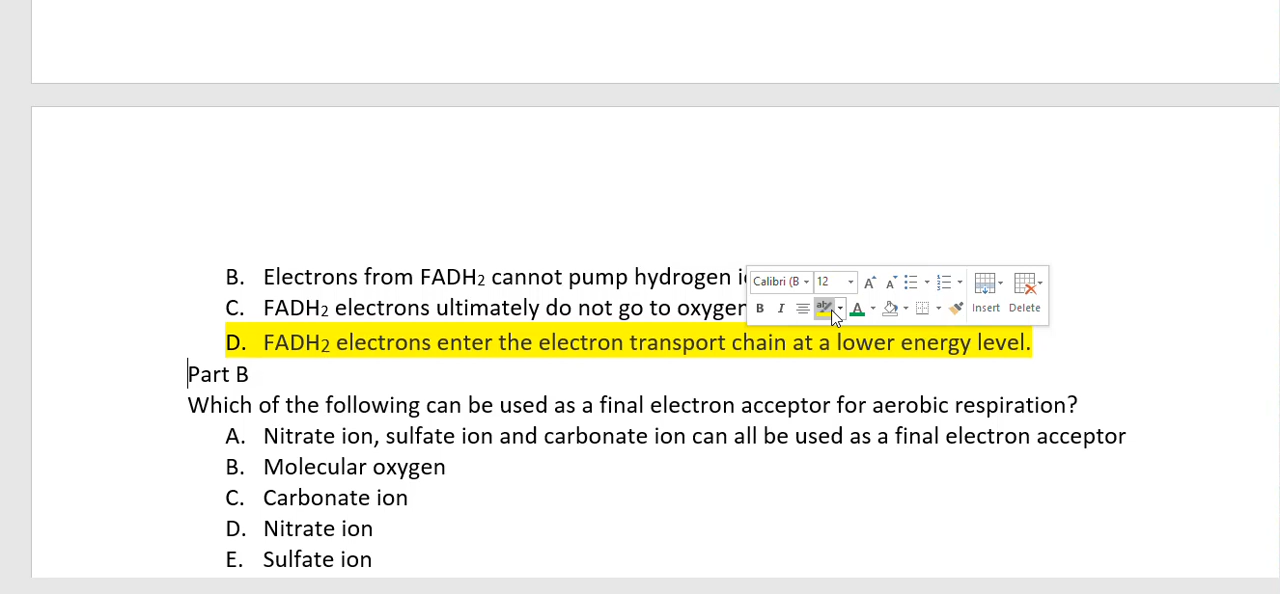 B. Electrons from FADH2 cannot pump hydrogen
C. FADH2 electrons ultimately do not go to oxygen
D. FADH2 electrons enter the electron transport chain at a lower energy level.
Calibri (B 12
B I Insert Delete
Part B
Which of the following can be used as a final electron acceptor for aerobic respiration?
A. Nitrate ion, sulfate ion and carbonate ion can all be used as a final electron acceptor
B. Molecular oxygen
C. Carbonate ion
D. Nitrate ion
E. Sulfate ion